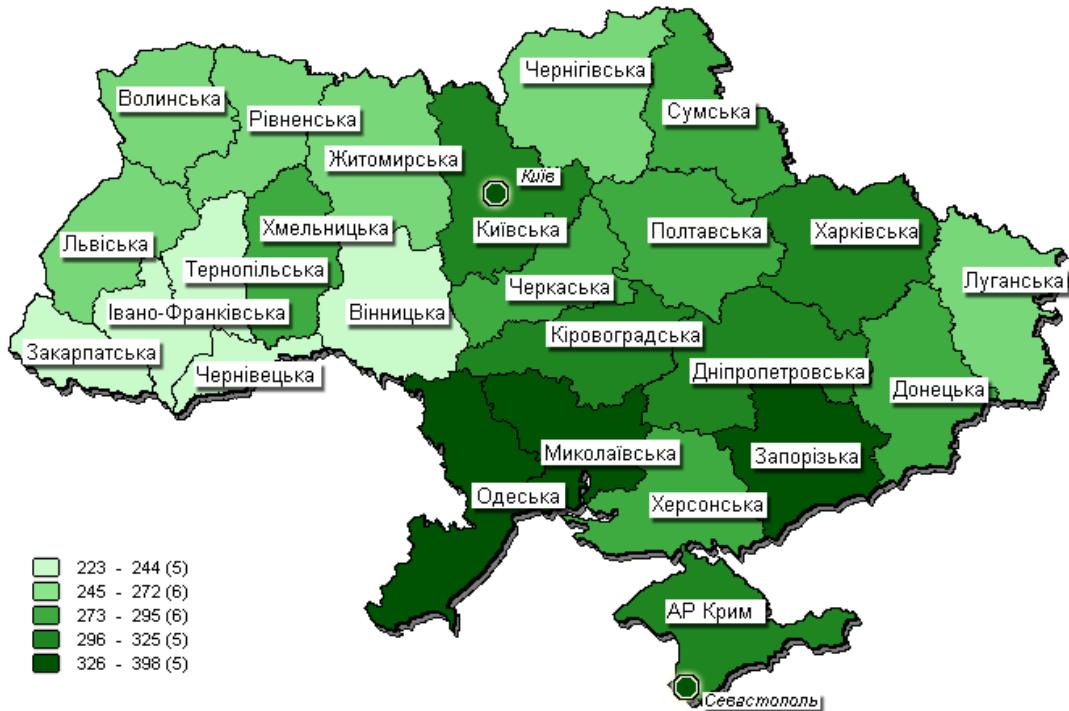 Чернігівська
Волинська
Сумська
Рівненська
Житомирська
Київ
Хмельницька
Київська
Полтавська
Харківська
Львіська
Тернопільська
Луганська
Черкаська
Івано-Франківська
Вінницька
Кіровоградська
Закарпатська
Чернівецька
Дніпропетровська
Донецька
Миколаївська
Запорізька
Одеська
Херсонська
223 - 244 (5)
245 - 272 (6)
273 - 295 (6)
296 - 325 (5)
326 - 398 (5)
АР Крим
Севастополь